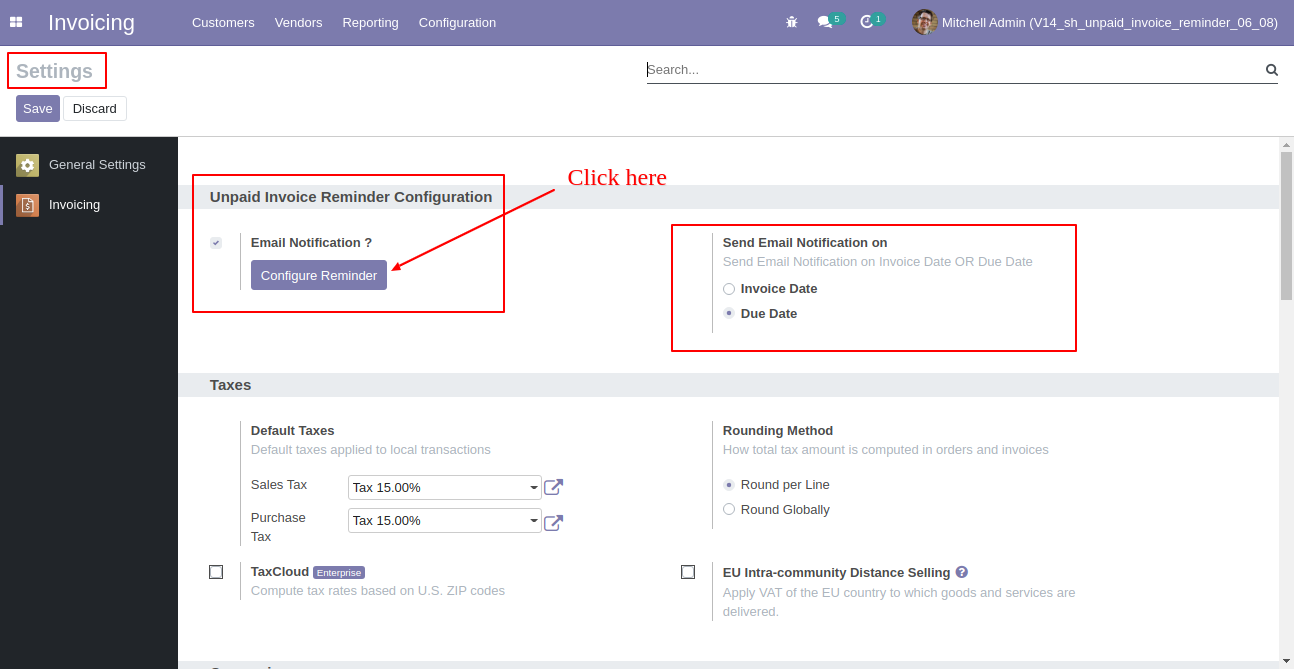 Invoicing Customers Vendors Reporting Configuration 5 1 Mitchell Admin (V14_sh_unpaid_invoice_reminder_06_08)
Settings
Search...
Save Discard
General Settings
Invoicing
Click here
Unpaid Invoice Reminder Configuration
Email Notification ?
Configure Reminder
Send Email Notification on
Send Email Notification on Invoice Date OR Due Date
Invoice Date
Due Date
Taxes
Default Taxes
Default taxes applied to local transactions
Sales Tax Tax 15.00%
Purchase Tax 15.00%
Tax
Rounding Method
How total tax amount is computed in orders and invoices
Round per Line
Round Globally
TaxCloud Enterprise
Compute tax rates based on U.S. ZIP codes
EU Intra-community Distance Selling ?
Apply VAT of the EU country to which goods and services are
delivered.